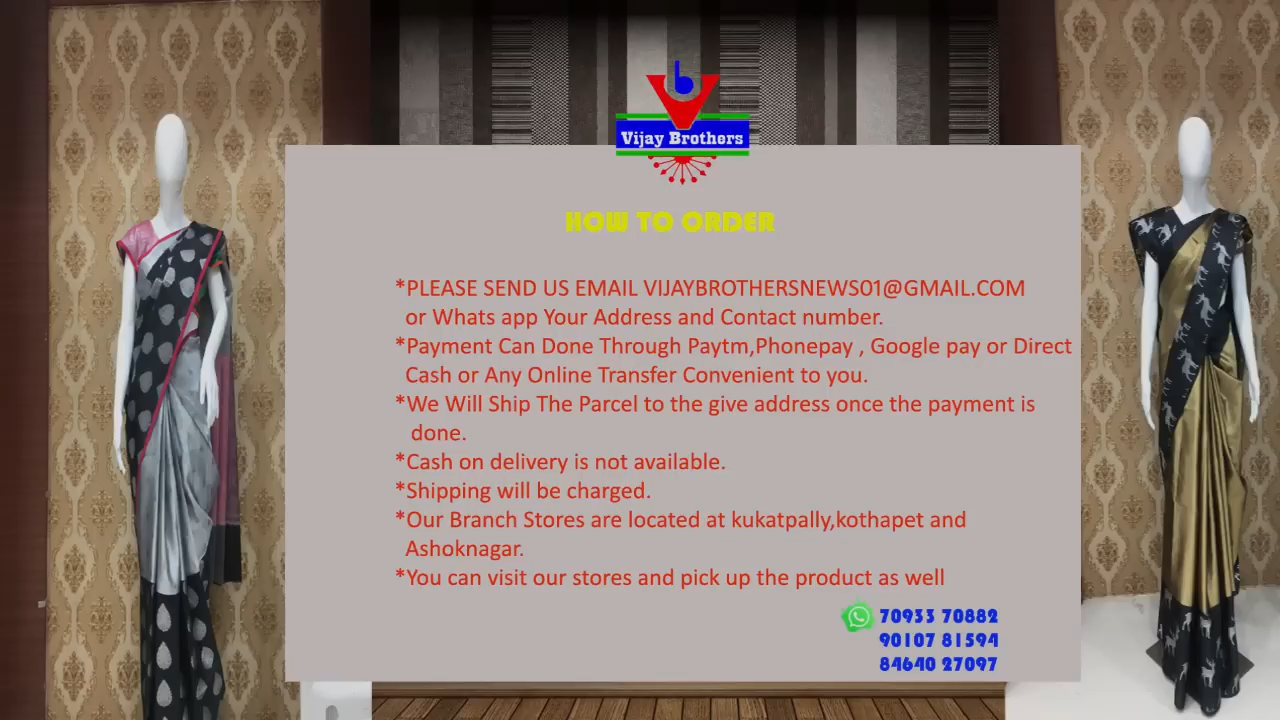 b
Vijay Brothers
HOW TO ORDER
*PLEASE SEND US EMAIL VIJAYBROTHERSNEWS01@GMAIL.COM
or Whats app Your Address and Contact number.
*Payment Can Done Through Paytm,Phonepay , Google pay or Direct
Cash or Any Online Transfer Convenient to you.
*We Will Ship The Parcel to the give address once the payment is
done.
*Cash on delivery is not available.
*Shipping will be charged.
*Our Branch Stores are located at kukatpally,kothapet and
Ashoknagar.
*You can visit our stores and pick up the product as well
70933 70882
90107 81594
84640 27097